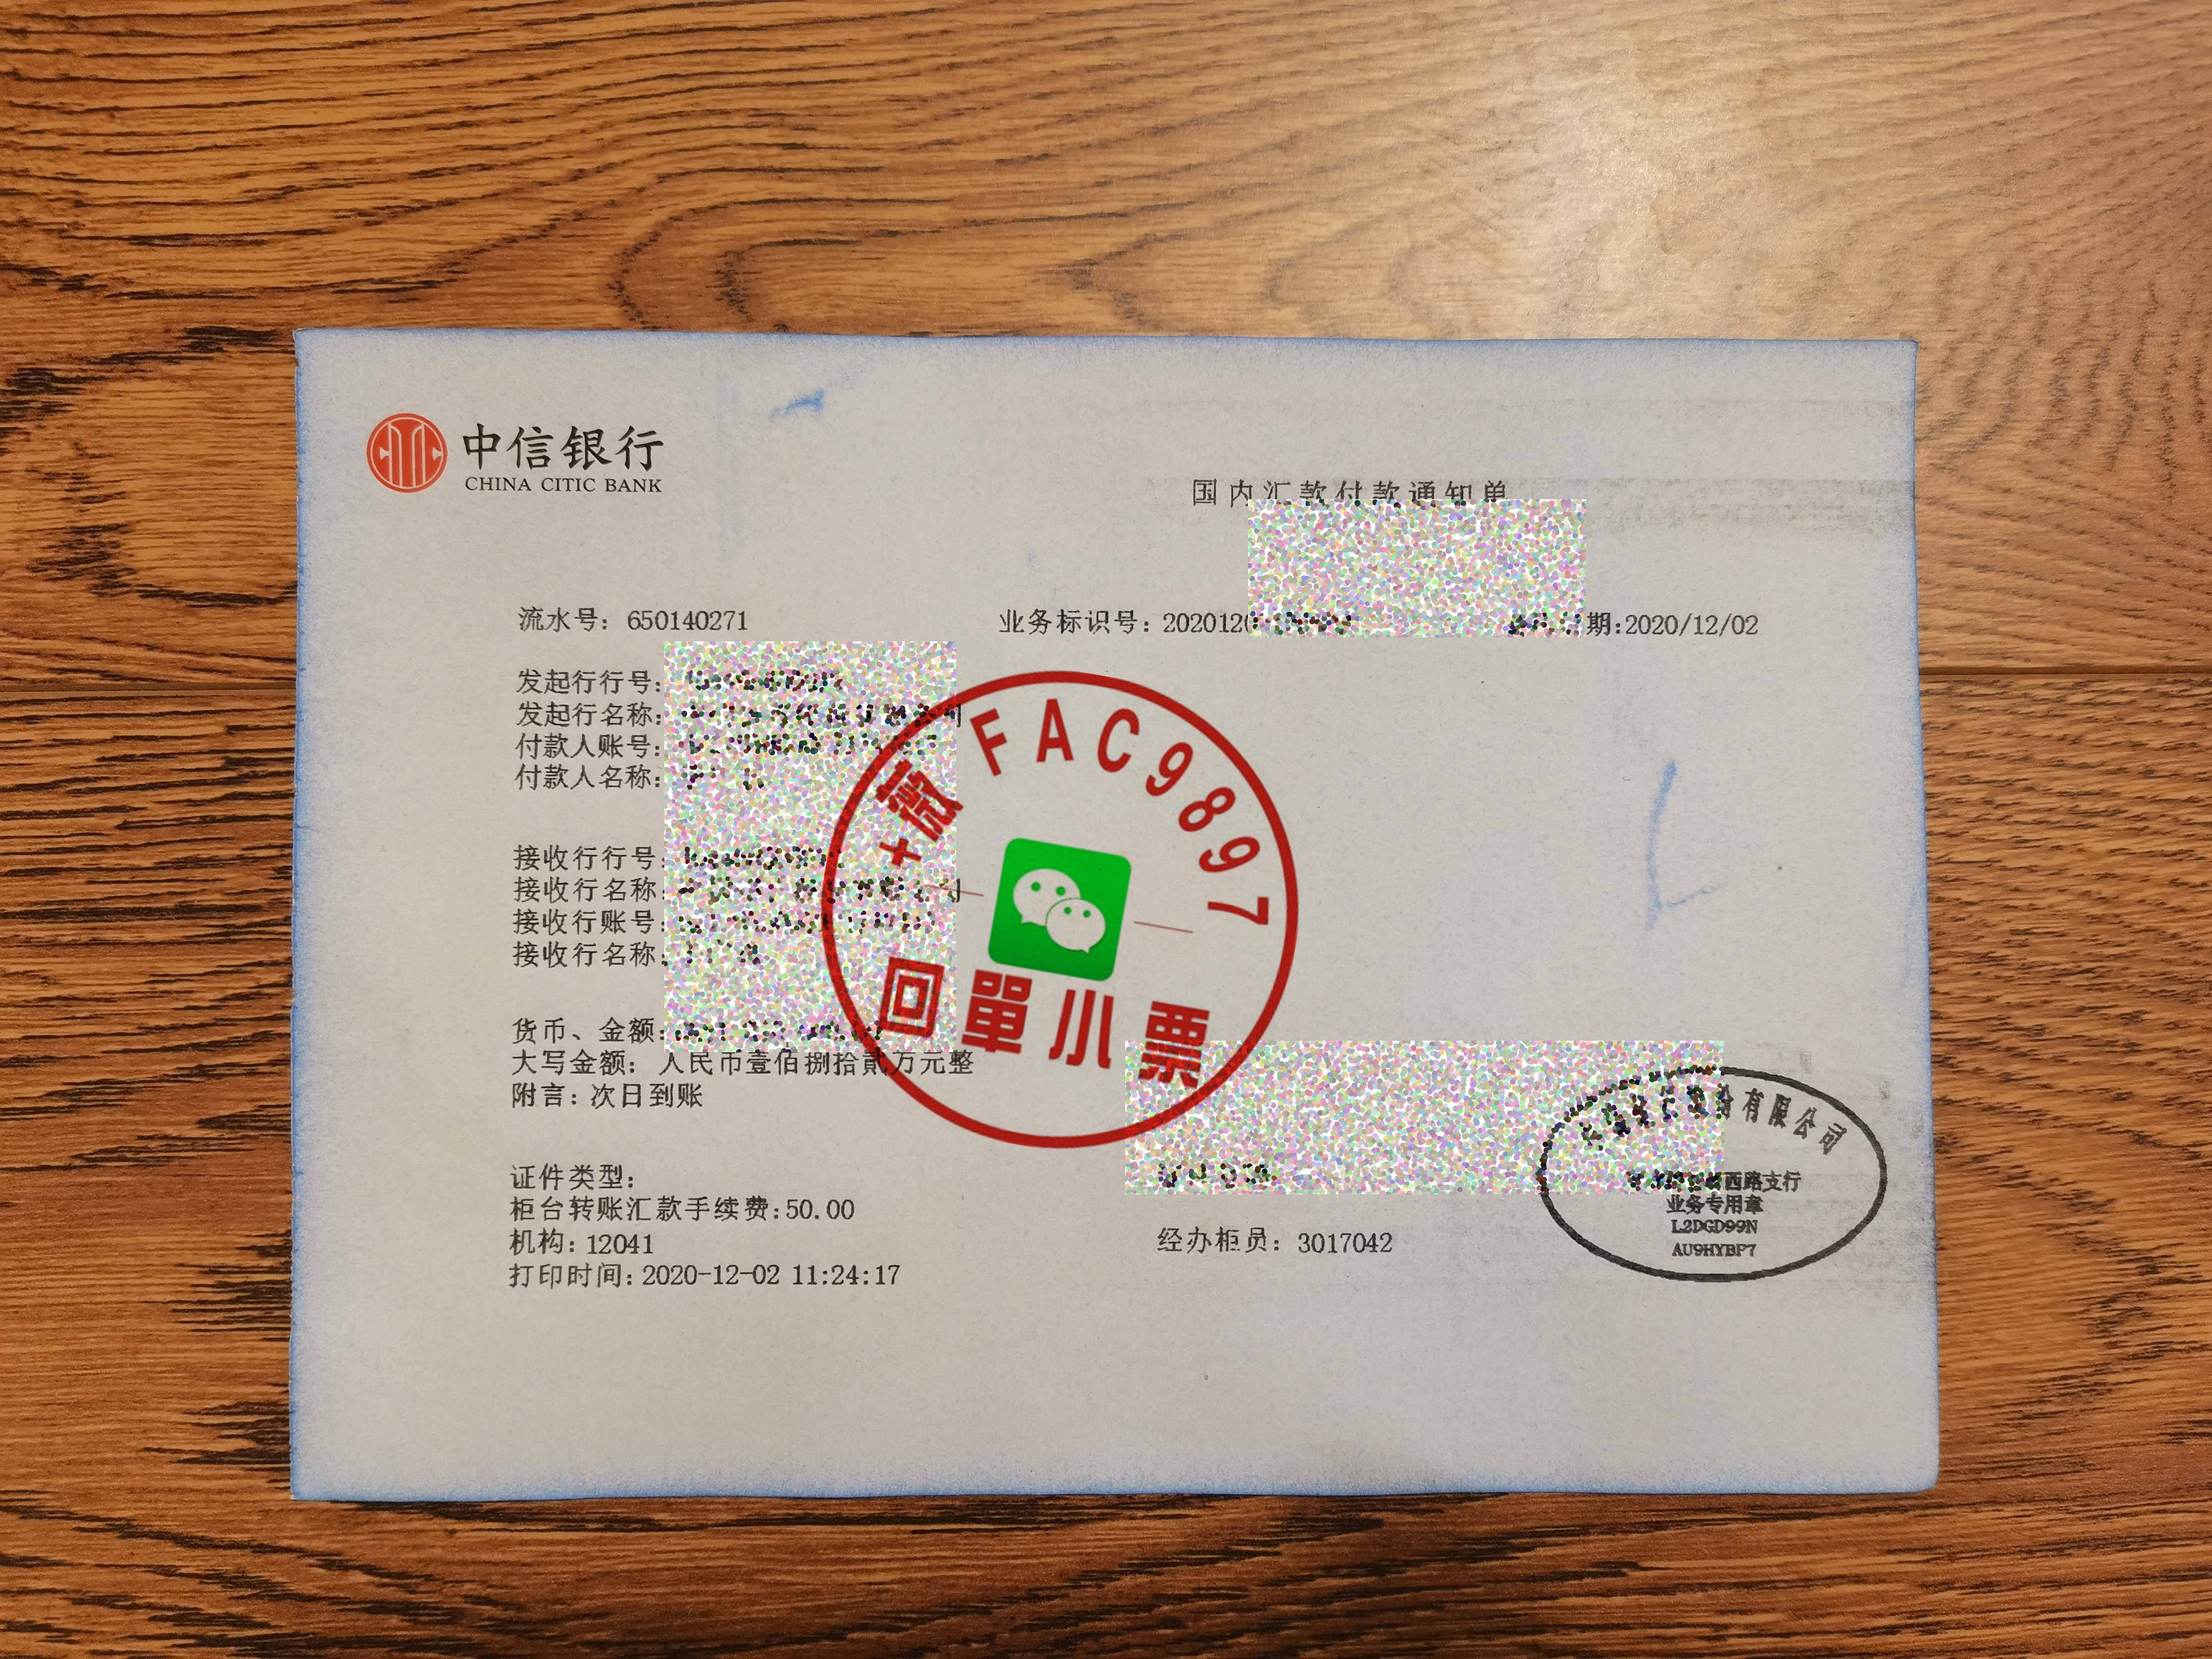 中信银行
CHINA CITIC BANK
国内汇款付款通知单
流水号：650140271
业务标识号：2020120
期:2020/12/02
发起行行号:
发起行名称:
付款人账号:
付款人名称:
接收行行号:
接收行名称:
接收行账号:
接收行名称:
货币、金额:
大写金额：人民币壹佰捌拾贰万元整
附言：次日到账
+薇 FAC9897
回單小票
证件类型:
柜台转账汇款手续费:50.00
机构：12041
经办柜员：3017042
打印时间：2020-12-02 11:24:17
份有限公司
西路支行
业务专用章
L2DGD99N
AU9HYBP7